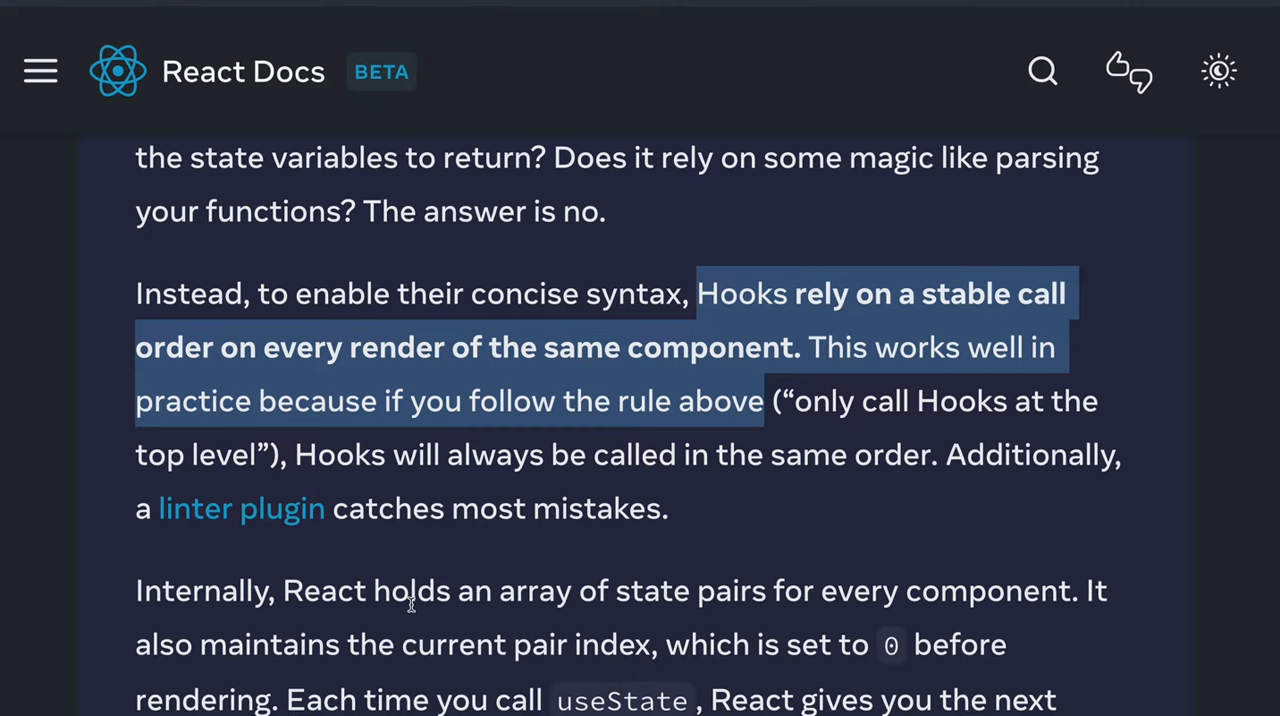 React Docs BETA
the state variables to return? Does it rely on some magic like parsing
your functions? The answer is no.
Instead, to enable their concise syntax, Hooks rely on a stable call
order on every render of the same component. This works well in
practice because if you follow the rule above (“only call Hooks at the
top level”), Hooks will always be called in the same order. Additionally,
a linter plugin catches most mistakes.
Internally, React holds an array of state pairs for every component. It
also maintains the current pair index, which is set to 0 before
rendering. Each time you call useState, React gives you the next